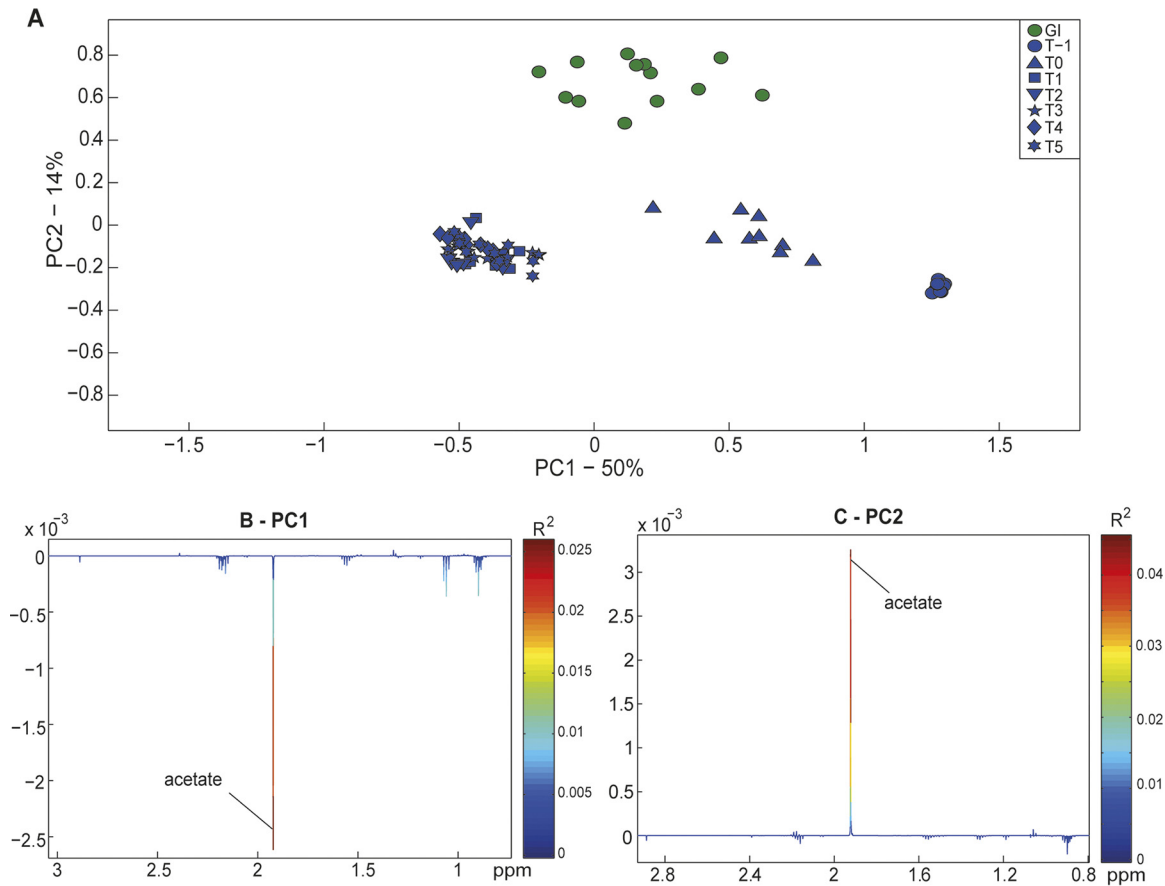 A
GI
T−1
T0
T1
T2
T3
T4
T5
0.8
0.6
0.4
0.2
0
−0.2
−0.4
−0.6
−0.8
PC2 − 14%
−1.5 −1 −0.5 0 0.5 1 1.5
PC1 − 50%
B - PC1
x 10⁻³
R²
0
−0.5
−1
−1.5
−2
−2.5
acetate
3 2.5 2 1.5 1 ppm
0.025
0.02
0.015
0.01
0.005
0
C - PC2
x 10⁻³
R²
3
2.5
2
1.5
1
0.5
0
acetate
2.8 2.4 2 1.6 1.2 0.8
ppm
0.04
0.03
0.02
0.01
0